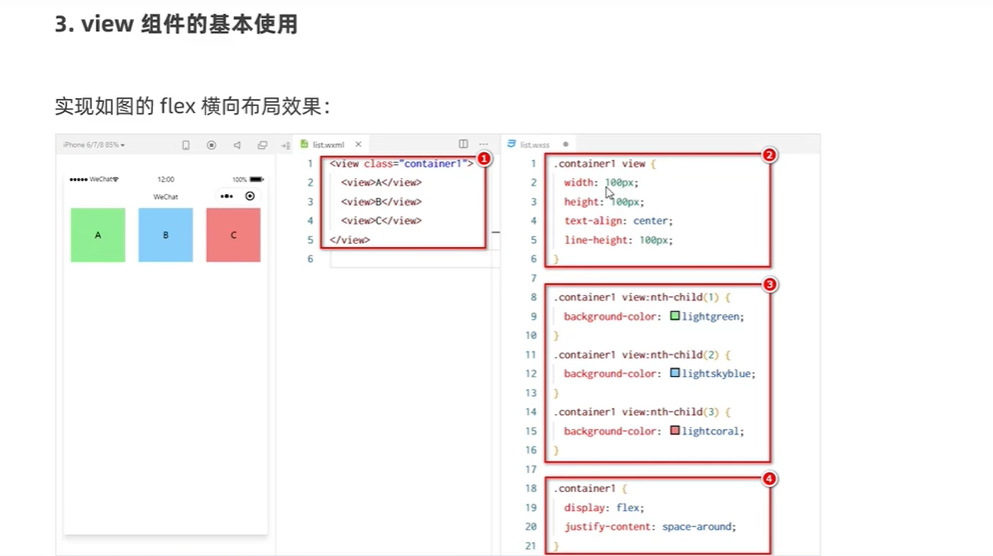 3. view 组件的基本使用
实现如图的 flex 横向布局效果：
iPhone 6/7/8 85%
WeChat
12:00
100%
WeChat
A
B
C
list.wxml
1 <view class="container1">
2 <view>A</view>
3 <view>B</view>
4 <view>C</view>
5 </view>
6
1
list.wxss
1 .container1 view {
2 width: 100px;
3 height: 100px;
4 text-align: center;
5 line-height: 100px;
6 }
7
2
8 .container1 view:nth-child(1) {
9 background-color: lightgreen;
10 }
11 .container1 view:nth-child(2) {
12 background-color: lightskyblue;
13 }
14 .container1 view:nth-child(3) {
15 background-color: lightcoral;
16 }
17
3
18 .container1 {
19 display: flex;
20 justify-content: space-around;
21 }
4